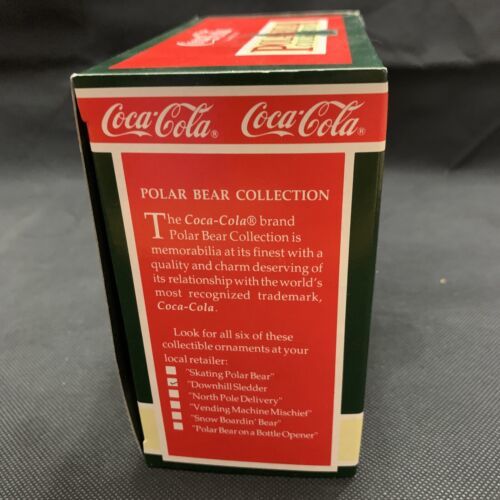 Coca-Cola® Coca-Cola®
POLAR BEAR COLLECTION
The Coca-Cola® brand
Polar Bear Collection is
memorabilia at its finest with a
quality and charm deserving of
its relationship with the world's
most recognized trademark,
Coca-Cola.
Look for all six of these
collectible ornaments at your
local retailer:
"Skating Polar Bear"
"Downhill Sledder
"North Pole Delivery"
"Vending Machine Mischief"
"Snow Boardin' Bear"
"Polar Bear on a Bottle Opener"